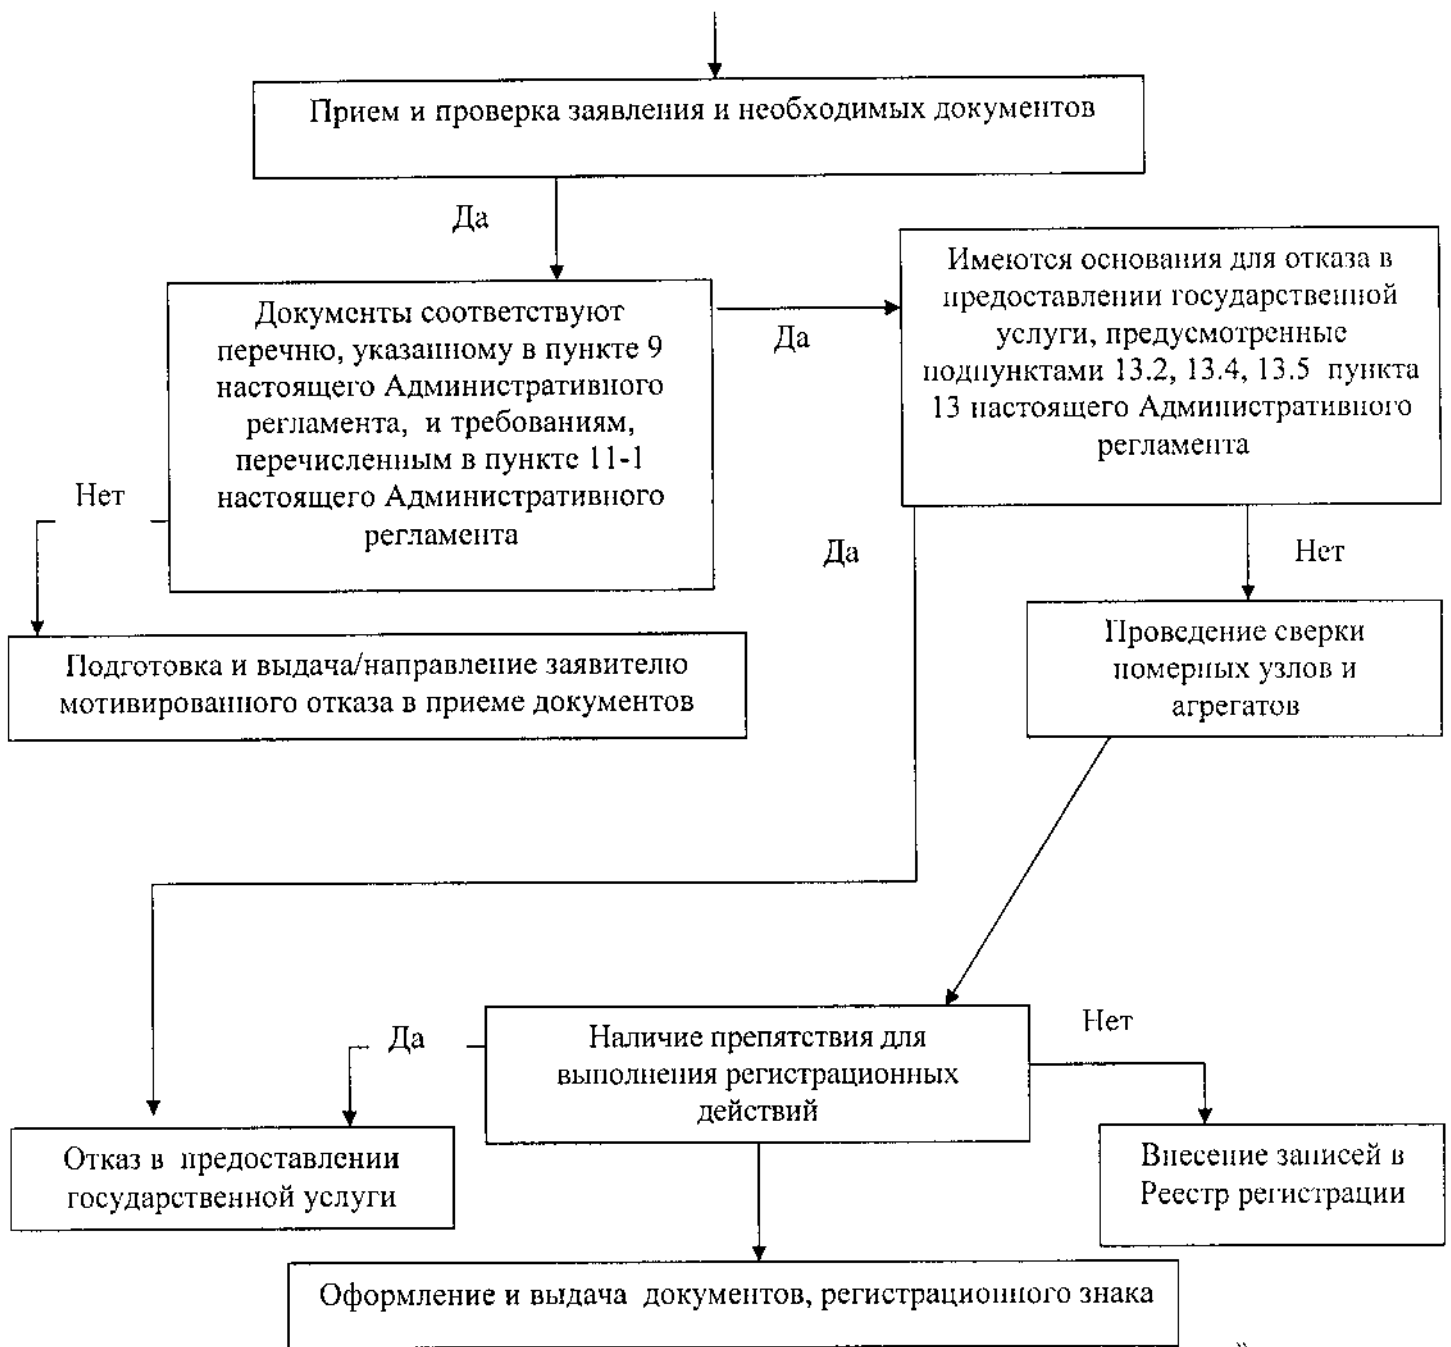 Прием и проверка заявления и необходимых документов
Да
Документы соответствуют
перечню, указанному в пункте 9
настоящего Административного
регламента, и требованиям,
перечисленным в пункте 11-1
настоящего Административного
регламента
Да
Имеются основания для отказа в
предоставлении государственной
услуги, предусмотренные
подпунктами 13.2, 13.4, 13.5 пункта
13 настоящего Административного
регламента
Нет
Да
Нет
Подготовка и выдача/направление заявителю
мотивированного отказа в приеме документов
Проведение сверки
номерных узлов и
агрегатов
Да
Наличие препятствия для
выполнения регистрационных
действий
Нет
Отказ в предоставлении
государственной услуги
Внесение записей в
Реестр регистрации
Оформление и выдача документов, регистрационного знака